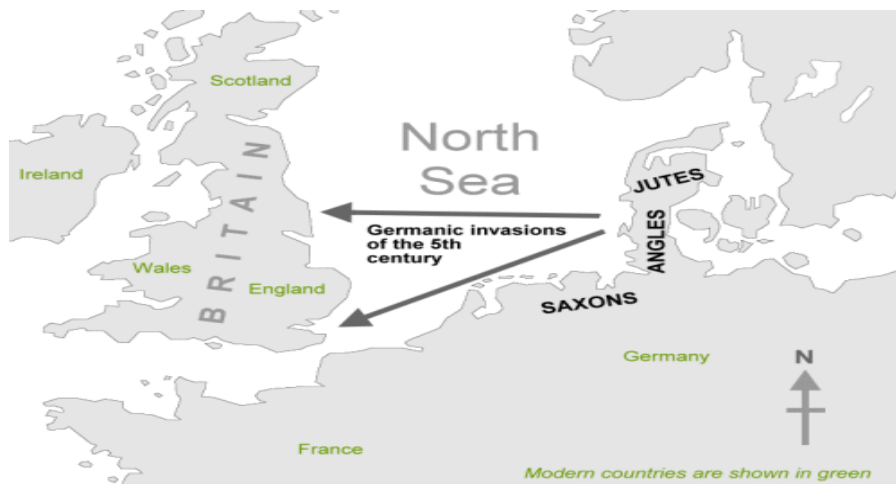 Scotland
North
Sea
Ireland
JUTES
BRITAIN
Germanic invasions
of the 5th
century
ANGLES
Wales
England
SAXONS
Germany
N
France
Modern countries are shown in green